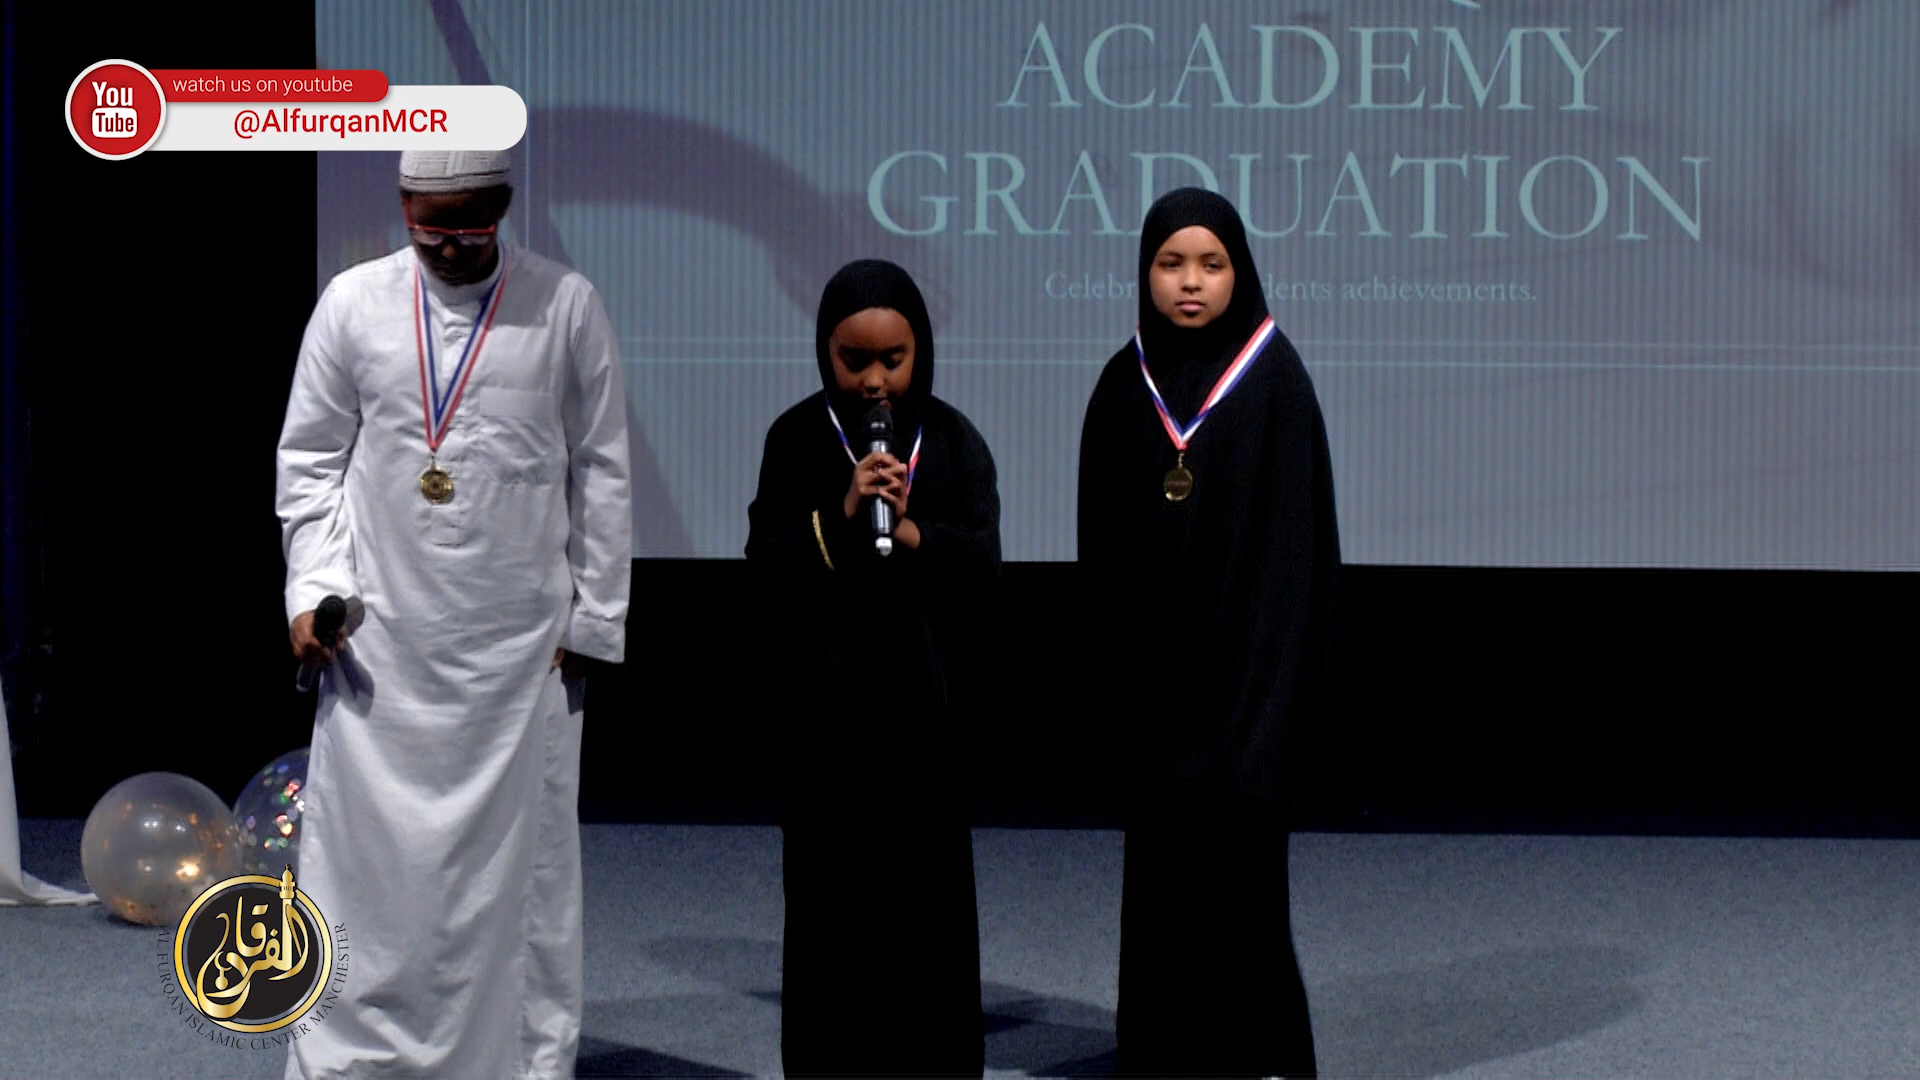 You
Tube
watch us on youtube
@AlfurqanMCR
ACADEMY
GRADUATION
Celebr dents achievements.
الفرقان
AL FURQAN ISLAMIC CENTER MANCHESTER